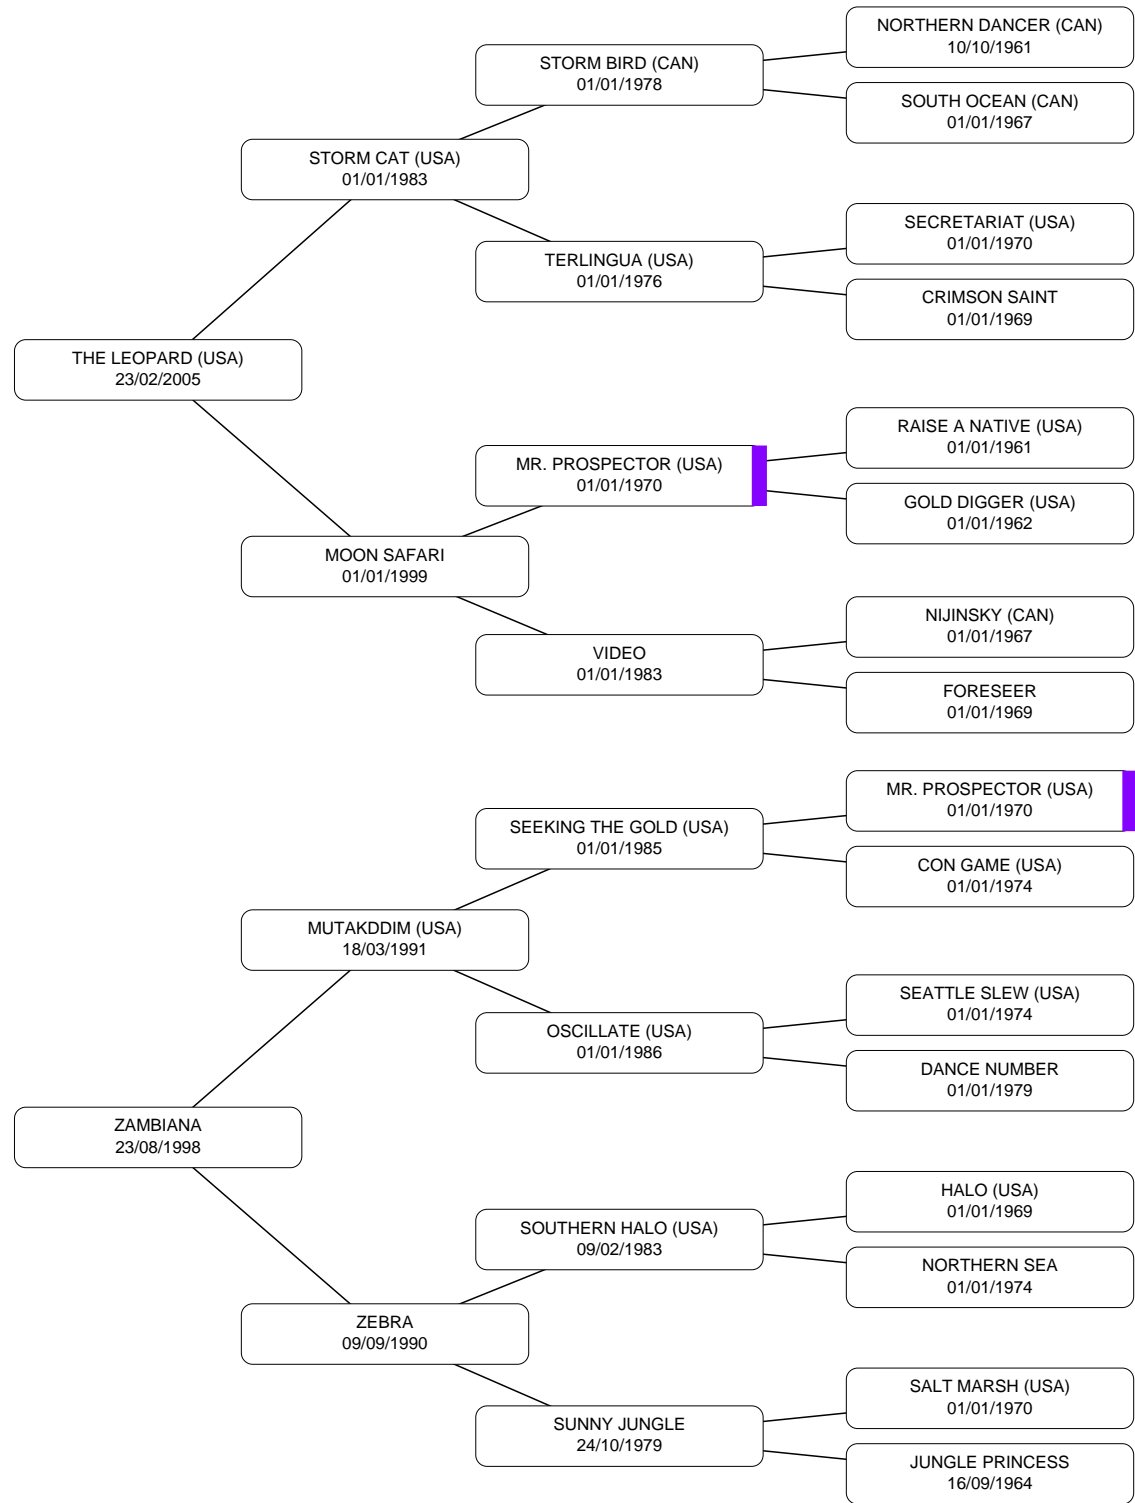 NORTHERN DANCER (CAN)
10/10/1961
STORM BIRD (CAN)
01/01/1978
SOUTH OCEAN (CAN)
01/01/1967
STORM CAT (USA)
01/01/1983
SECRETARIAT (USA)
01/01/1970
TERLINGUA (USA)
01/01/1976
CRIMSON SAINT
01/01/1969
THE LEOPARD (USA)
23/02/2005
RAISE A NATIVE (USA)
01/01/1961
MR. PROSPECTOR (USA)
01/01/1970
GOLD DIGGER (USA)
01/01/1962
MOON SAFARI
01/01/1999
NIJINSKY (CAN)
01/01/1967
VIDEO
01/01/1983
FORESEER
01/01/1969
MR. PROSPECTOR (USA)
01/01/1970
SEEKING THE GOLD (USA)
01/01/1985
CON GAME (USA)
01/01/1974
MUTAKDDIM (USA)
18/03/1991
SEATTLE SLEW (USA)
01/01/1974
OSCILLATE (USA)
01/01/1986
DANCE NUMBER
01/01/1979
ZAMBIANA
23/08/1998
HALO (USA)
01/01/1969
SOUTHERN HALO (USA)
09/02/1983
NORTHERN SEA
01/01/1974
ZEBRA
09/09/1990
SALT MARSH (USA)
01/01/1970
SUNNY JUNGLE
24/10/1979
JUNGLE PRINCESS
16/09/1964